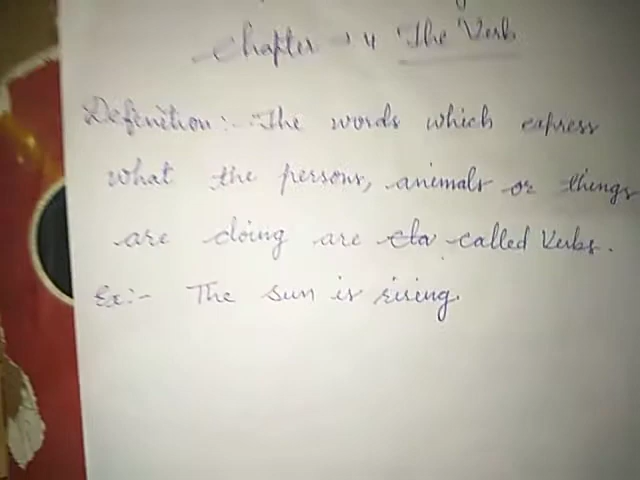 Chapter :- 4 "The Verb
Definition :- The words which express
what the persons, animals or things
are doing are cla called Verbs.
Ex:- The sun is rising.